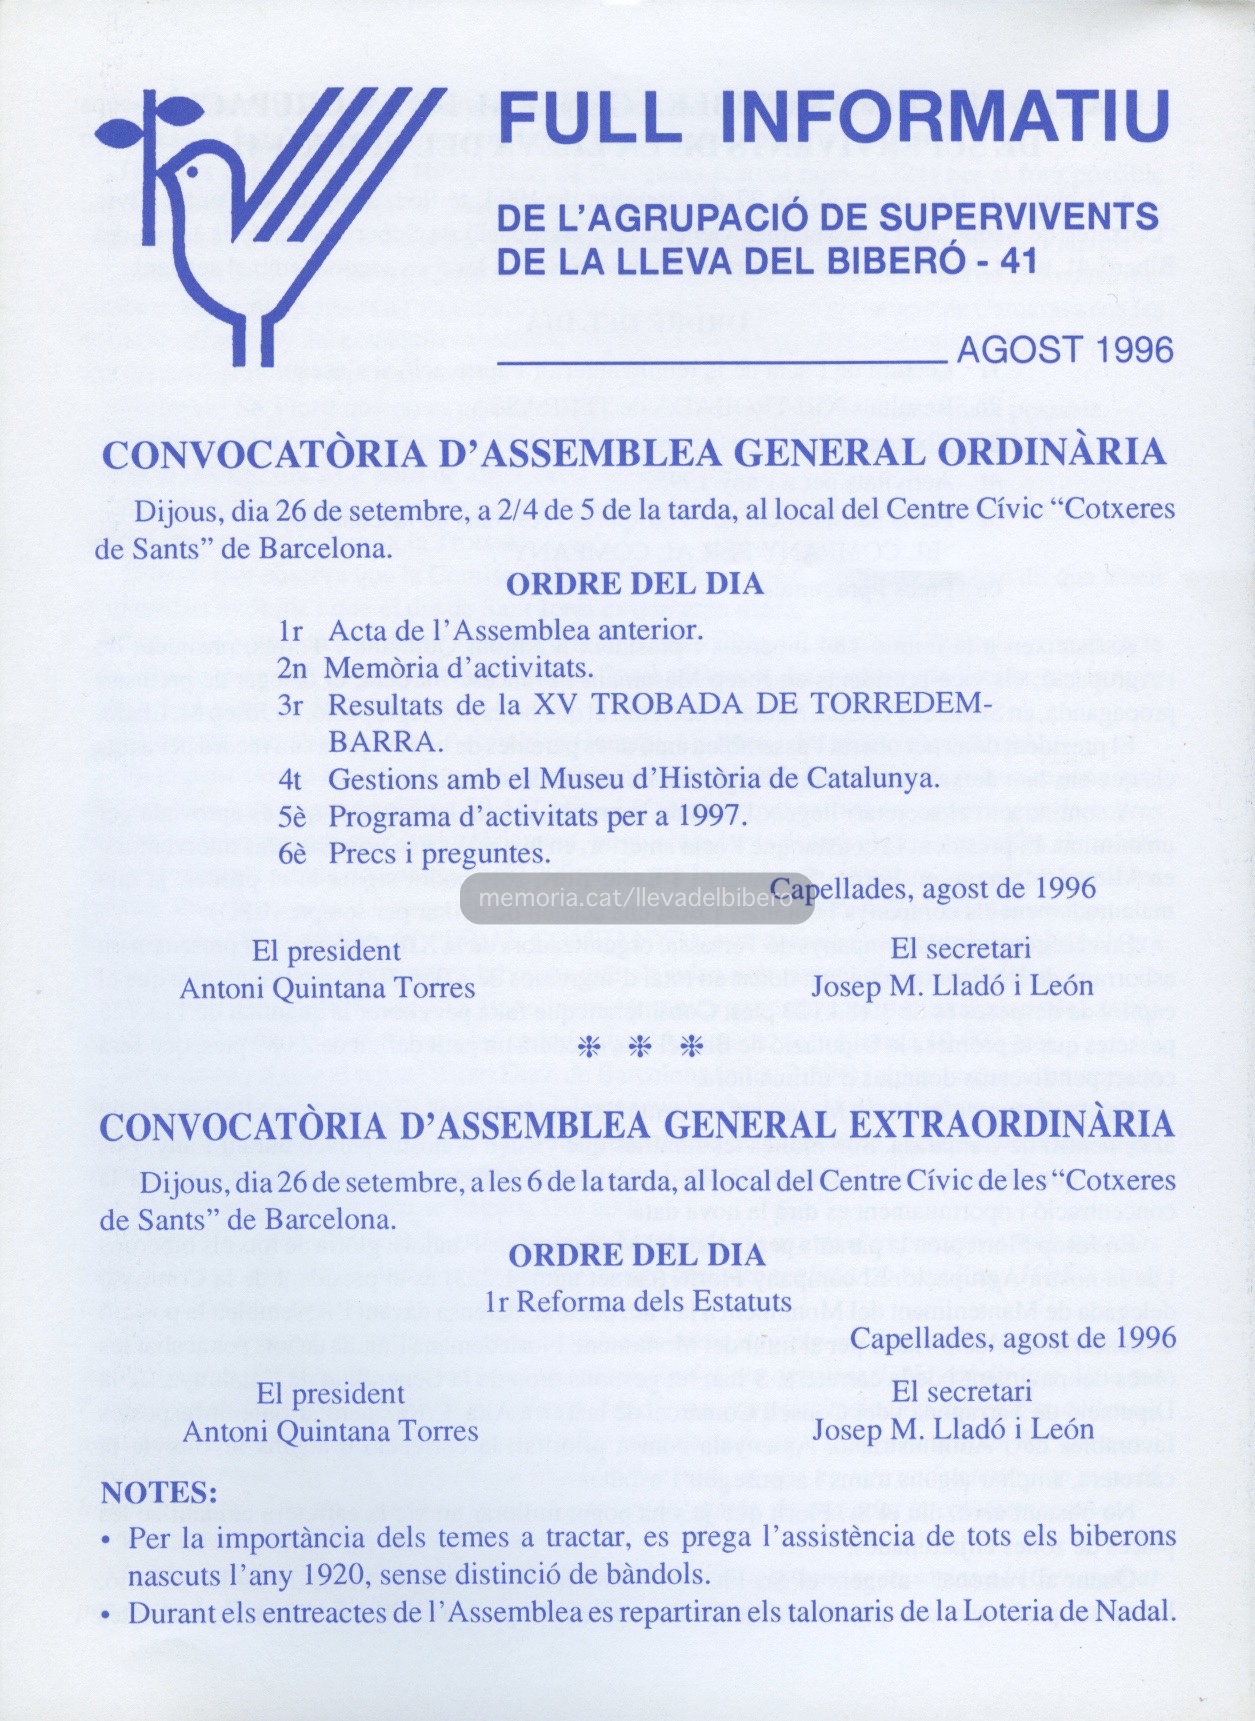 FULL INFORMATIU
DE L'AGRUPACIÓ DE SUPERVIVENTS
DE LA LLEVA DEL BIBERÓ - 41
AGOST 1996
CONVOCATÒRIA D'ASSEMBLEA GENERAL ORDINÀRIA
Dijous, dia 26 de setembre, a 2/4 de 5 de la tarda, al local del Centre Cívic “Cotxeres
de Sants” de Barcelona.
ORDRE DEL DIA
1r Acta de l'Assemblea anterior.
2n Memòria d'activitats.
3r Resultats de la XV TROBADA DE TORREDEM-
BARRA.
4t Gestions amb el Museu d'Història de Catalunya.
5è Programa d'activitats per a 1997.
6è Precs i preguntes.
memoria.cat/llevadelbibero
Capellades, agost de 1996
El president El secretari
Antoni Quintana Torres Josep M. Lladó i León
CONVOCATÒRIA D'ASSEMBLEA GENERAL EXTRAORDINÀRIA
Dijous, dia 26 de setembre, a les 6 de la tarda, al local del Centre Cívic de les “Cotxeres
de Sants” de Barcelona.
ORDRE DEL DIA
1r Reforma dels Estatuts
Capellades, agost de 1996
El president El secretari
Antoni Quintana Torres Josep M. Lladó i León
NOTES:
• Per la importància dels temes a tractar, es prega l'assistència de tots els biberons
nascuts l'any 1920, sense distinció de bàndols.
• Durant els entreactes de l'Assemblea es repartiran els talonaris de la Loteria de Nadal.